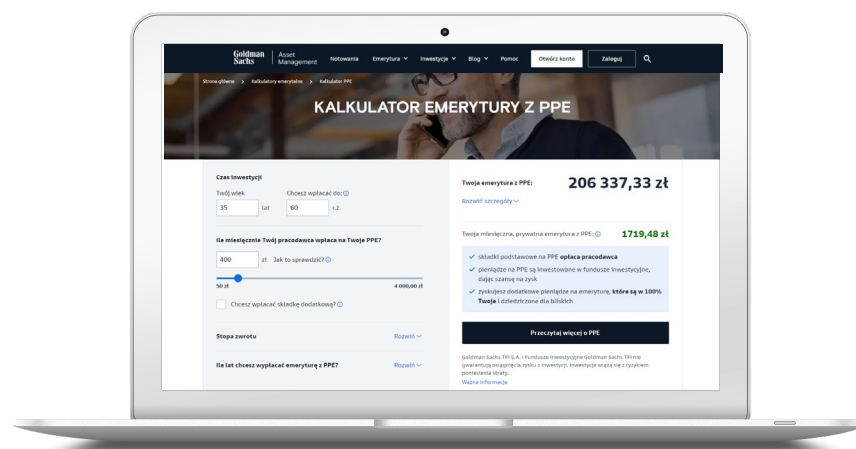 Goldman
Sachs
Asset
Management
Notowania
Emerytura
Inwestycje
Blog
Pomoc
Otwórz konto
Zaloguj
Strona główna > Kalkulatory emerytalne > Kalkulator PPE
KALKULATOR EMERYTURY Z PPE
Czas inwestycji
Twój wiek
Chcesz wpłacać do:
35 lat
60 r.ż.
Ile miesięcznie Twój pracodawca wpłaca na Twoje PPE?
400 zł Jak to sprawdzić?
50 zł
4 000,00 zł
Chcesz wpłacać składkę dodatkową?
Stopa zwrotu
Rozwiń
Ile lat chcesz wypłacać emeryturę z PPE?
Rozwiń
Twoja emerytura z PPE:
206 337,33 zł
Rozwiń szczegóły
Twoja miesięczna, prywatna emerytura z PPE:
1719,48 zł
składki podstawowe na PPE opłaca pracodawca
pieniądze na PPE są inwestowane w fundusze inwestycyjne,
dając szansę na zysk
zyskujesz dodatkowe pieniądze na emeryturę, które są w 100%
Twoje i dziedziczone dla bliskich
Przeczytaj więcej o PPE
Goldman Sachs TFI S.A. i Fundusze Inwestycyjne Goldman Sachs TFI nie
gwarantują osiągnięcia zysku z inwestycji. Inwestycje wiążą się z ryzykiem
poniesienia straty.
Ważna informacja